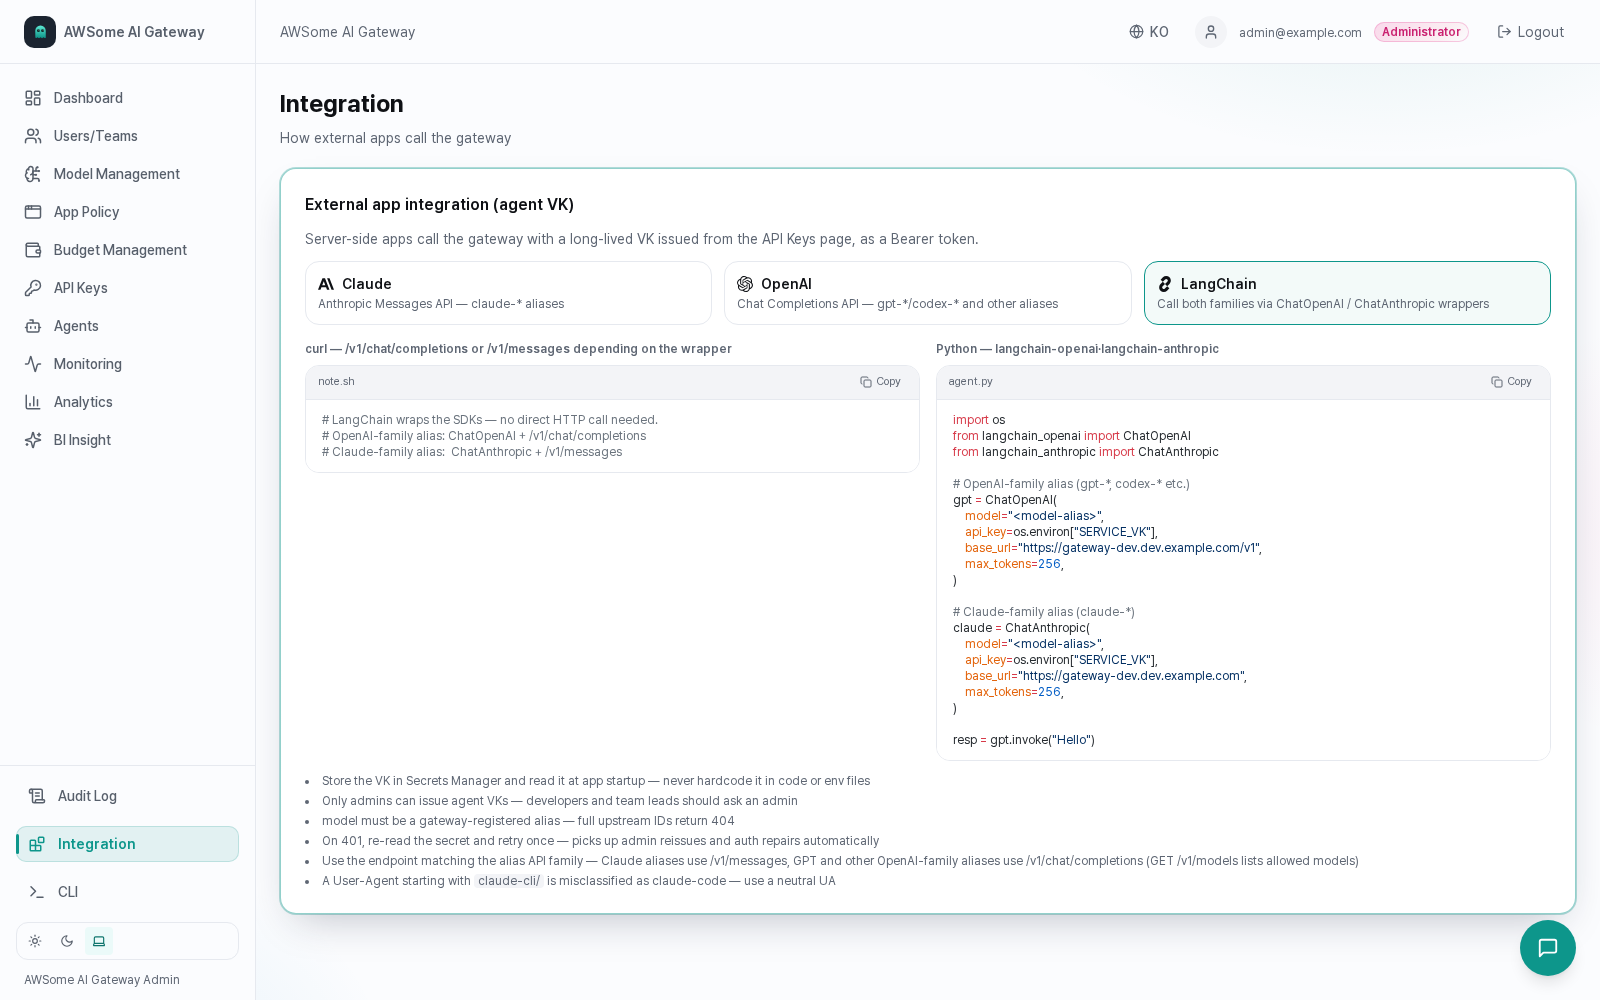 AWSome AI Gateway
AWSome AI Gateway
KO
admin@example.com
Administrator
Logout
Dashboard
Users/Teams
Model Management
App Policy
Budget Management
API Keys
Agents
Monitoring
Analytics
BI Insight
Audit Log
Integration
CLI
AWSome AI Gateway Admin
Integration
How external apps call the gateway
External app integration (agent VK)
Server-side apps call the gateway with a long-lived VK issued from the API Keys page, as a Bearer token.
Claude
Anthropic Messages API — claude-* aliases
OpenAI
Chat Completions API — gpt-*/codex-* and other aliases
LangChain
Call both families via ChatOpenAI / ChatAnthropic wrappers
curl — /v1/chat/completions or /v1/messages depending on the wrapper
note.sh
Copy
# LangChain wraps the SDKs — no direct HTTP call needed.
# OpenAI-family alias: ChatOpenAI + /v1/chat/completions
# Claude-family alias:  ChatAnthropic + /v1/messages
Python — langchain-openai·langchain-anthropic
agent.py
Copy
import os
from langchain_openai import ChatOpenAI
from langchain_anthropic import ChatAnthropic
# OpenAI-family alias (gpt-*, codex-* etc.)
gpt = ChatOpenAI(
    model="<model-alias>",
    api_key=os.environ["SERVICE_VK"],
    base_url="https://gateway-dev.dev.example.com/v1",
    max_tokens=256,
)
# Claude-family alias (claude-*)
claude = ChatAnthropic(
    model="<model-alias>",
    api_key=os.environ["SERVICE_VK"],
    base_url="https://gateway-dev.dev.example.com",
    max_tokens=256,
)
resp = gpt.invoke("Hello")
• Store the VK in Secrets Manager and read it at app startup — never hardcode it in code or env files
• Only admins can issue agent VKs — developers and team leads should ask an admin
• model must be a gateway-registered alias — full upstream IDs return 404
• On 401, re-read the secret and retry once — picks up admin reissues and auth repairs automatically
• Use the endpoint matching the alias API family — Claude aliases use /v1/messages, GPT and other OpenAI-family aliases use /v1/chat/completions (GET /v1/models lists allowed models)
• A User-Agent starting with claude-cli/ is misclassified as claude-code — use a neutral UA